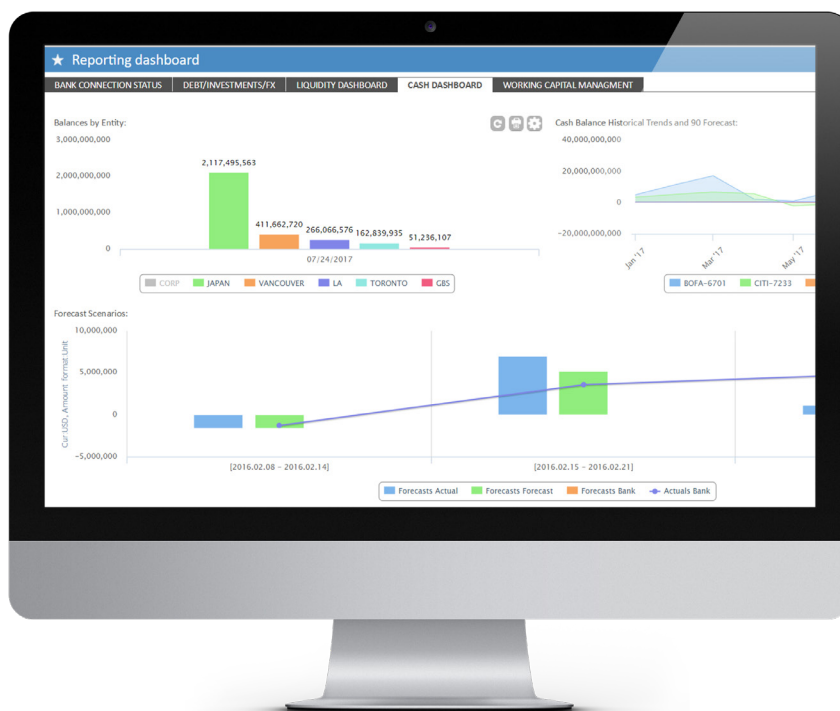 ★ Reporting dashboard
BANK CONNECTION STATUS DEBT/INVESTMENTS/FX LIQUIDITY DASHBOARD CASH DASHBOARD WORKING CAPITAL MANAGMENT
Balances by Entity:
3,000,000,000
2,000,000,000
1,000,000,000
0
2,117,495,563
411,662,720
266,066,576
162,839,935
51,236,107
07/24/2017
CORP JAPAN VANCOUVER LA TORONTO GBS
Cash Balance Historical Trends and 90 Forecast:
40,000,000,000
20,000,000,000
0
-20,000,000,000
Jan '17
Mar '17
May '17
BOFA-6701 CITI-7233
Forecast Scenarios:
Cur:USD, Amount format:Unit
10,000,000
5,000,000
0
-5,000,000
[2016.02.08 - 2016.02.14]
[2016.02.15 - 2016.02.21]
Forecasts Actual Forecasts Forecast Forecasts Bank Actuals Bank